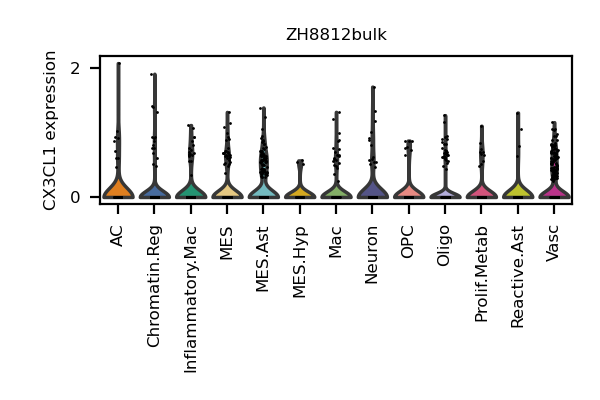 ZH8812bulk
CX3CL1 expression
2
0
AC
Chromatin.Reg
Inflammatory.Mac
MES
MES.Ast
MES.Hyp
Mac
Neuron
OPC
Oligo
Prolif.Metab
Reactive.Ast
Vasc